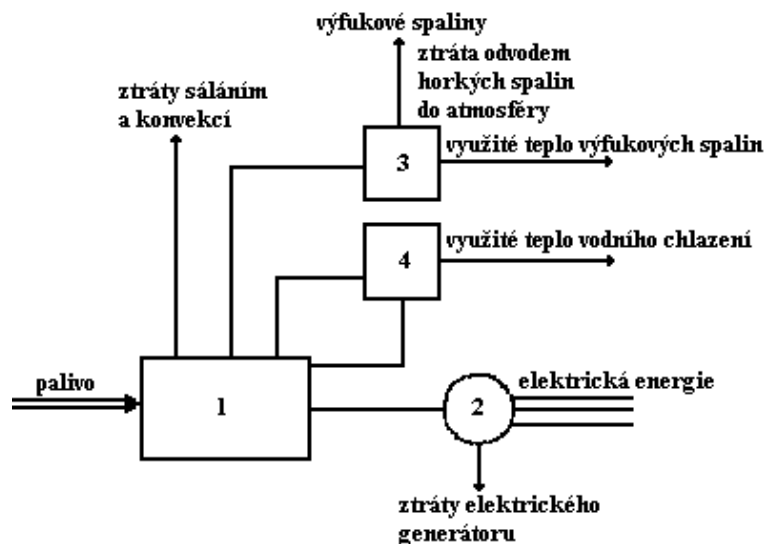 výfukové spaliny
ztráta odvodem
horkých spalin
do atmosféry
ztráty sáláním
a konvekcí
3
využité teplo výfukových spalin
4
využité teplo vodního chlazení
palivo
1
2
elektrická energie
ztráty elektrického
generátoru